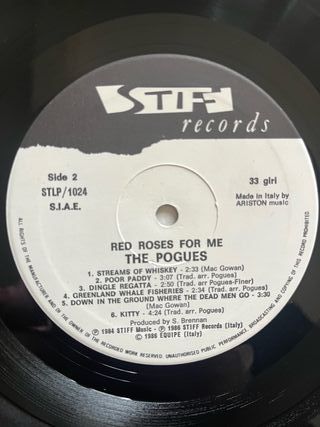 STIFF
records
Side 2
STLP/1024
S.I.A.E.
33 giri
Made in Italy by
ARISTON music
RED ROSES FOR ME
THE POGUES
1. STREAMS OF WHISKEY - 2:33 (Mac Gowan)
2. POOR PADDY - 3:07 (Trad. arr. Pogues)
3. DINGLE REGATTA - 2:50 (Trad. arr. Pogues-Finer)
4. GREENLAND WHALE FISHERIES - 2:34 (Trad. arr. Pogues)
5. DOWN IN THE GROUND WHERE THE DEAD MEN GO - 3:30
(Mac Gowan)
6. KITTY - 4:24 (Trad. arr. Pogues)
Produced by S. Brennan
℗ 1984 STIFF Music - ℗ 1986 STIFF Records (Italy)
© 1986 EQUIPE (Italy)
ALL RIGHTS OF THE MANUFACTURER AND OF THE OWNER OF THE RECORDED WORK RESERVED. UNAUTHORISED PUBLIC PERFORMANCE, BROADCASTING AND COPYING OF THIS RECORD PROHIBITED